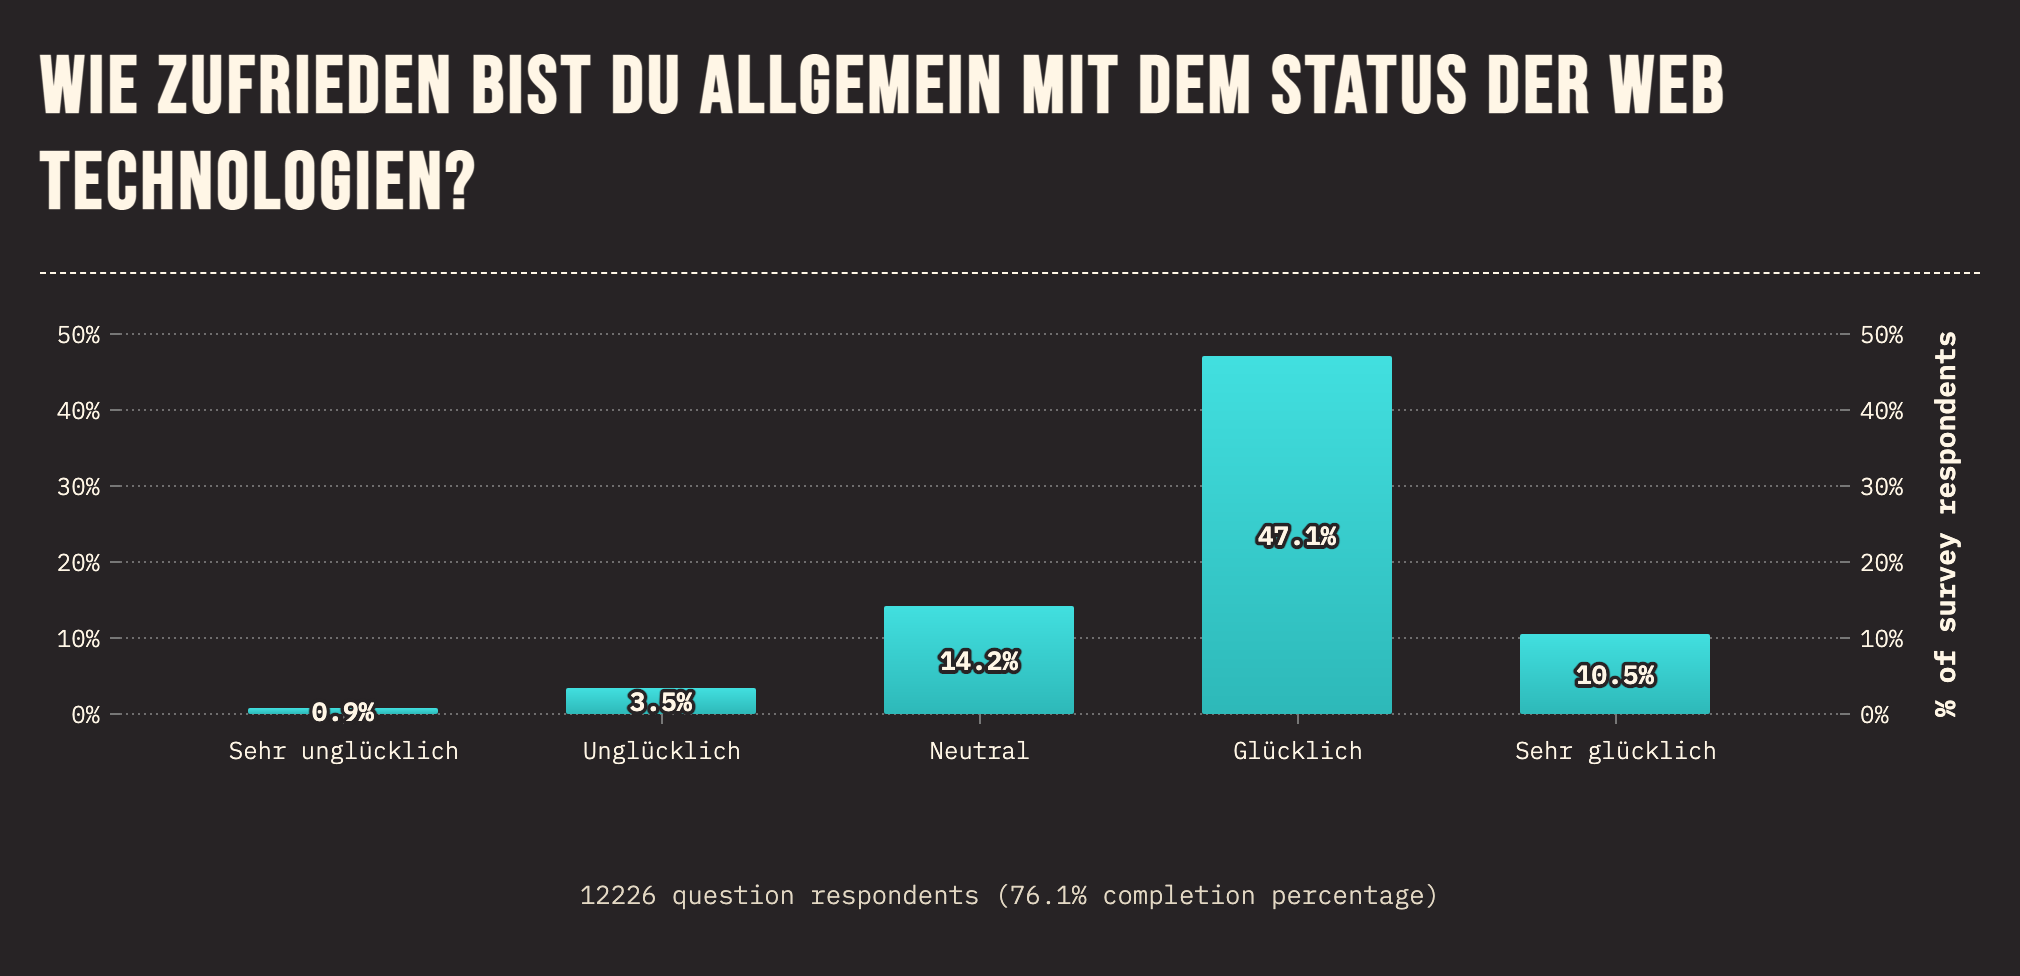 WIE ZUFRIEDEN BIST DU ALLGEMEIN MIT DEM STATUS DER WEB
TECHNOLOGIEN?
50%
40%
30%
20%
10%
0%
50%
40%
30%
20%
10%
0%
% of survey respondents
0.9%
3.5%
14.2%
47.1%
10.5%
Sehr unglücklich
Unglücklich
Neutral
Glücklich
Sehr glücklich
12226 question respondents (76.1% completion percentage)